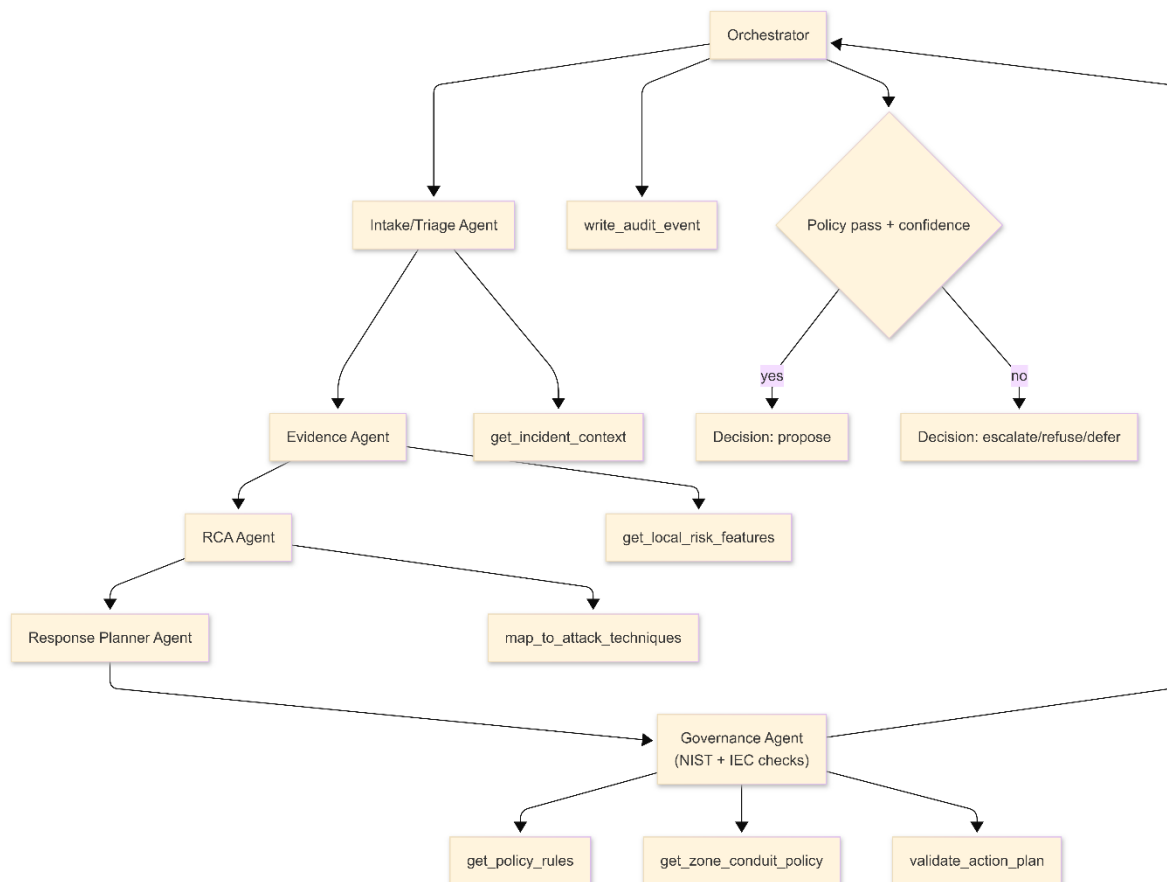 Orchestrator
Intake/Triage Agent
write_audit_event
Policy pass + confidence
yes
no
Evidence Agent
get_incident_context
Decision: propose
Decision: escalate/refuse/defer
RCA Agent
get_local_risk_features
Response Planner Agent
map_to_attack_techniques
Governance Agent
(NIST + IEC checks)
get_policy_rules
get_zone_conduit_policy
validate_action_plan